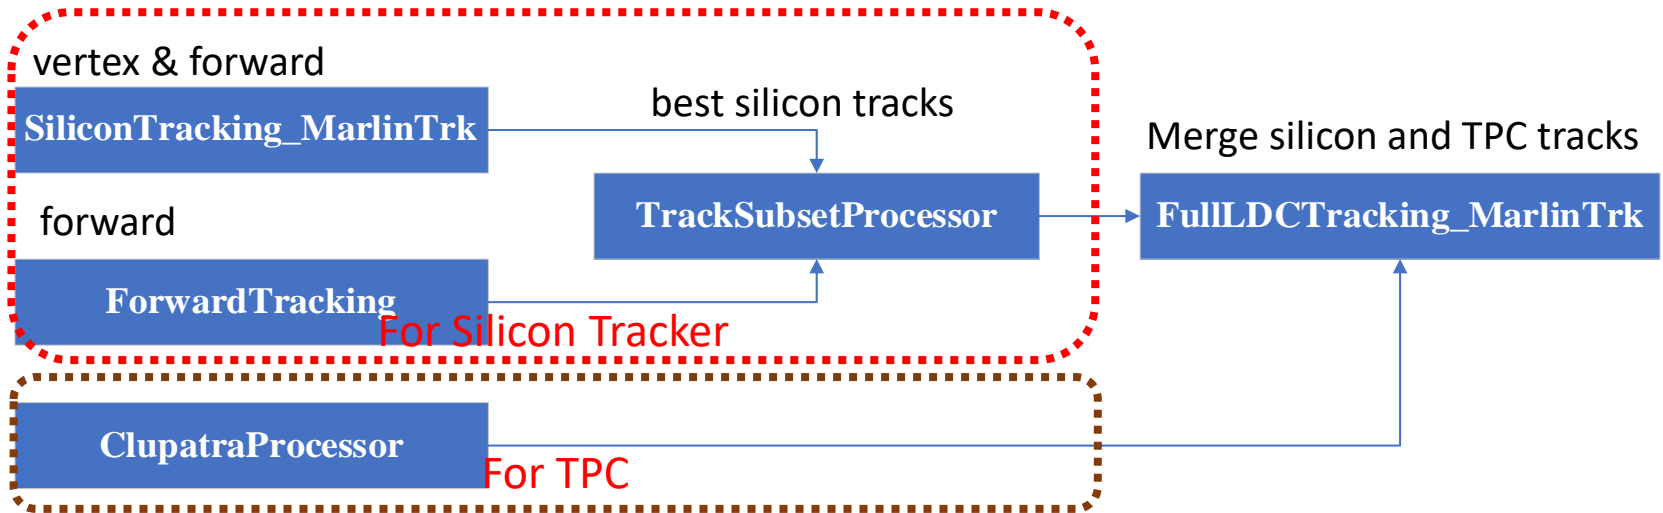 vertex & forward
SiliconTracking_MarlinTrk
best silicon tracks
Merge silicon and TPC tracks
TrackSubsetProcessor
FullLDCTracking_MarlinTrk
forward
ForwardTracking
For Silicon Tracker
ClupatraProcessor
For TPC